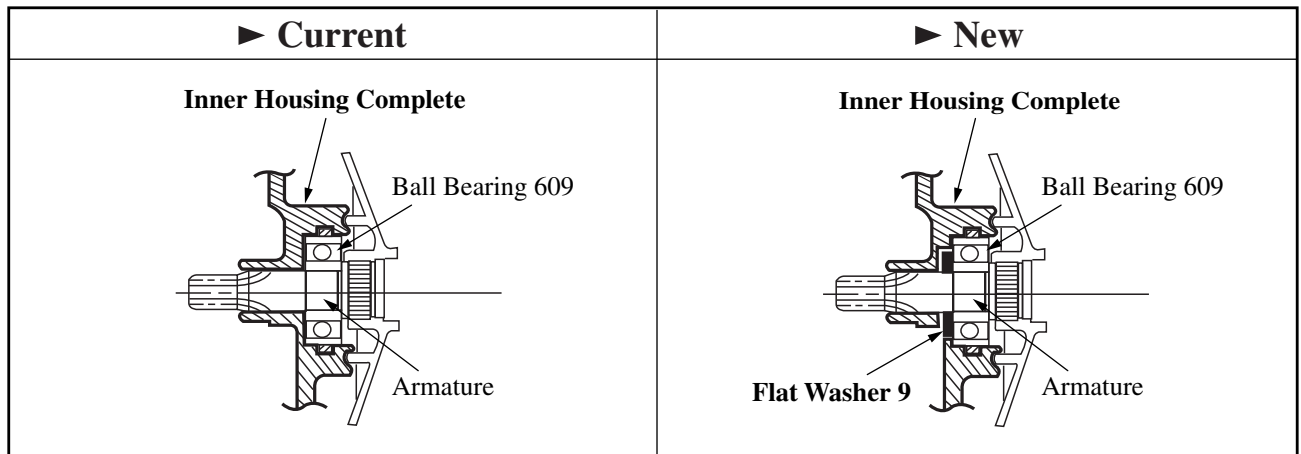 ► Current
► New
Inner Housing Complete
Ball Bearing 609
Armature
Inner Housing Complete
Ball Bearing 609
Flat Washer 9
Armature